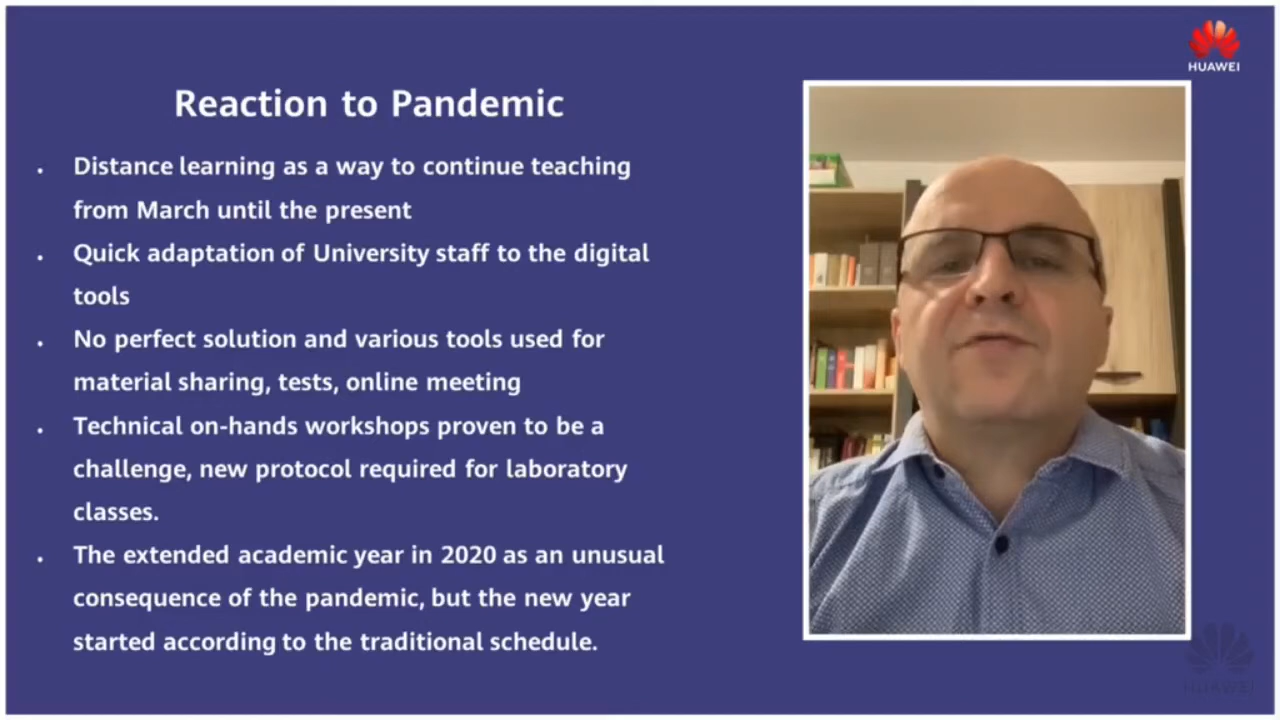 HUAWEI
Reaction to Pandemic
• Distance learning as a way to continue teaching
from March until the present
• Quick adaptation of University staff to the digital
tools
• No perfect solution and various tools used for
material sharing, tests, online meeting
• Technical on-hands workshops proven to be a
challenge, new protocol required for laboratory
classes.
• The extended academic year in 2020 as an unusual
consequence of the pandemic, but the new year
started according to the traditional schedule.
HUAWEI